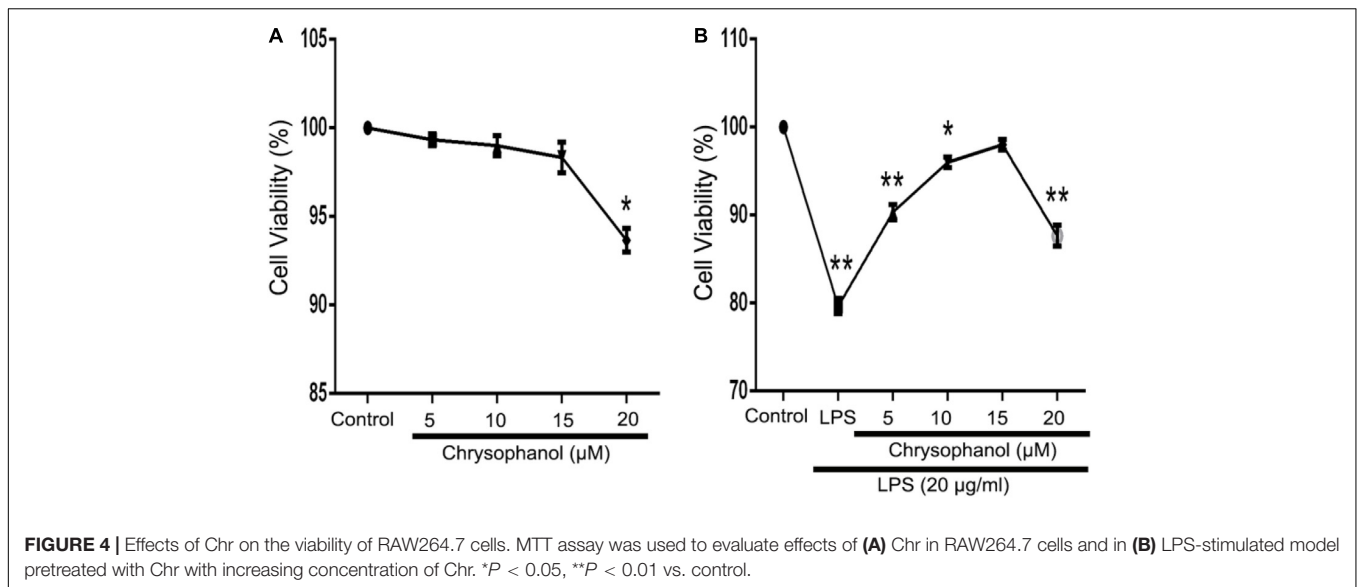 A
105
100
95
90
85
Cell Viability (%)
*
Control 5 10 15 20
Chrysophanol (µM)
B
110
100
90
80
70
Cell Viability (%)
**
**
*
**
Control LPS 5 10 15 20
Chrysophanol (µM)
LPS (20 µg/ml)
FIGURE 4 | Effects of Chr on the viability of RAW264.7 cells. MTT assay was used to evaluate effects of (A) Chr in RAW264.7 cells and in (B) LPS-stimulated model
pretreated with Chr with increasing concentration of Chr. *P < 0.05, **P < 0.01 vs. control.